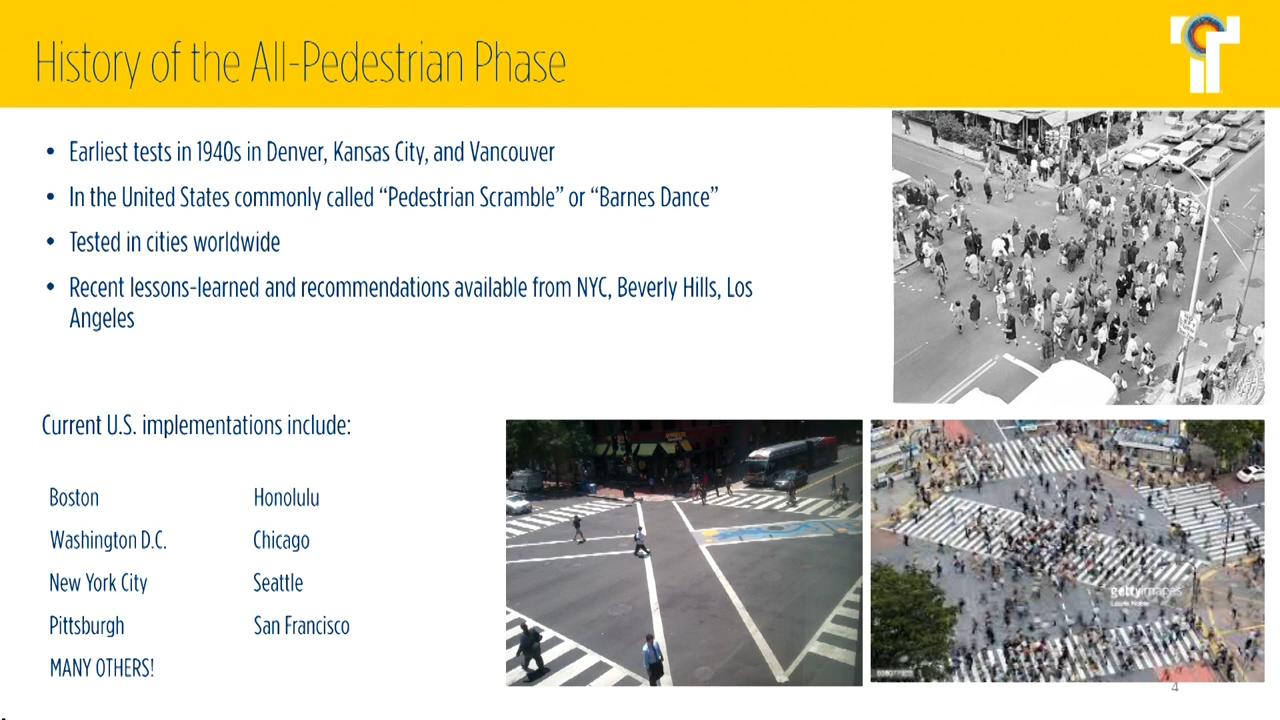 History of the All-Pedestrian Phase
• Earliest tests in 1940s in Denver, Kansas City, and Vancouver
• In the United States commonly called “Pedestrian Scramble” or “Barnes Dance”
• Tested in cities worldwide
• Recent lessons-learned and recommendations available from NYC, Beverly Hills, Los
Angeles
Current U.S. implementations include:
Boston
Washington D.C.
New York City
Pittsburgh
MANY OTHERS!
Honolulu
Chicago
Seattle
San Francisco
gettyimages
4